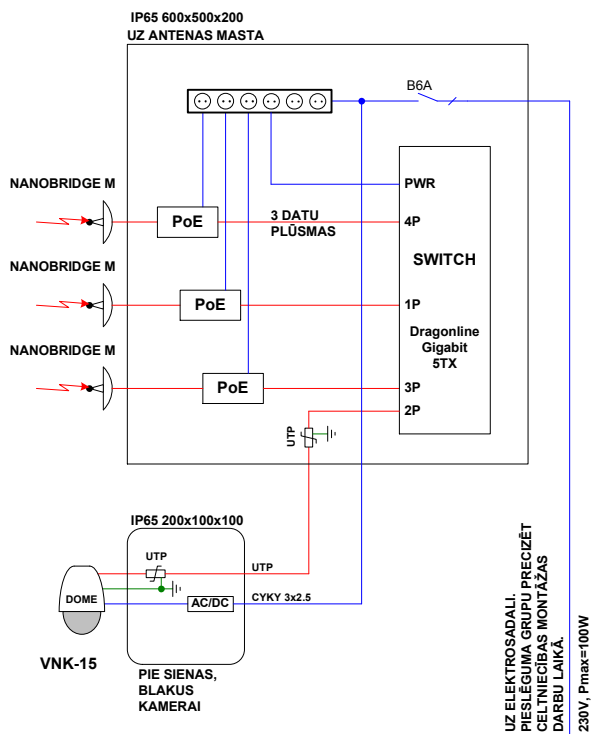 IP65 600x500x200
UZ ANTENAS MASTA
B6A
NANOBRIDGE M
PWR
PoE
3 DATU
PLŪSMAS
4P
SWITCH
NANOBRIDGE M
PoE
1P
Dragonline
Gigabit
5TX
NANOBRIDGE M
PoE
3P
2P
UTP
IP65 200x100x100
UTP
UTP
DOME
AC/DC
CYKY 3x2.5
VNK-15
PIE SIENAS,
BLAKUS
KAMERAI
UZ ELEKTROSADALI.
PIESLĒGUMA GRUPU PRECIZĒT
CELTNIECĪBAS MONTĀŽAS
DARBU LAIKĀ.
230V, Pmax=100W